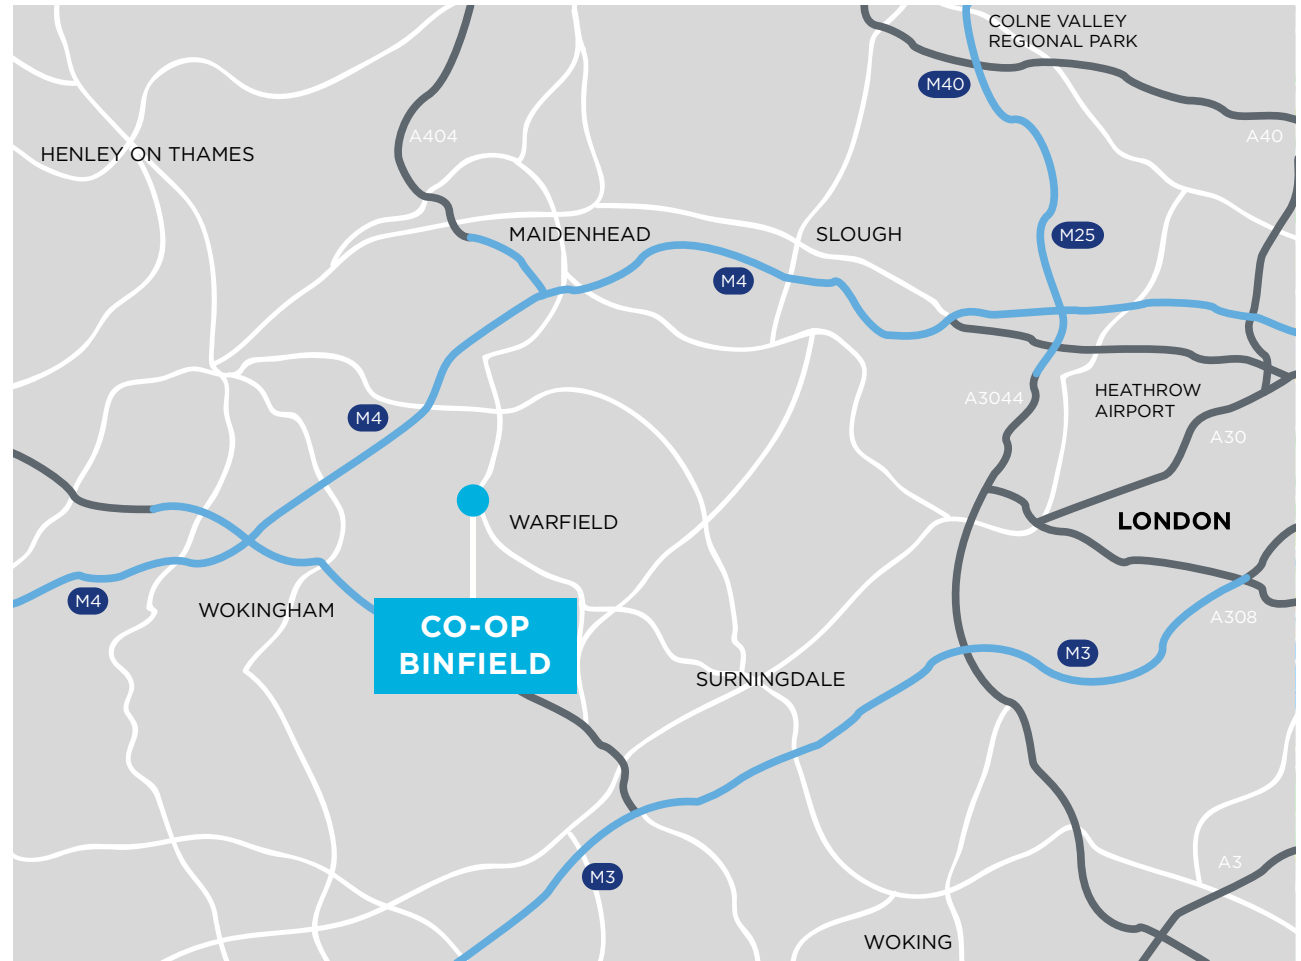 COLNE VALLEY
REGIONAL PARK
M40
A404
A40
HENLEY ON THAMES
MAIDENHEAD
SLOUGH
M25
M4
A3044
HEATHROW
AIRPORT
M4
A30
WARFIELD
LONDON
M4
WOKINGHAM
CO-OP
BINFIELD
A308
M3
SURNINGDALE
A3
M3
WOKING